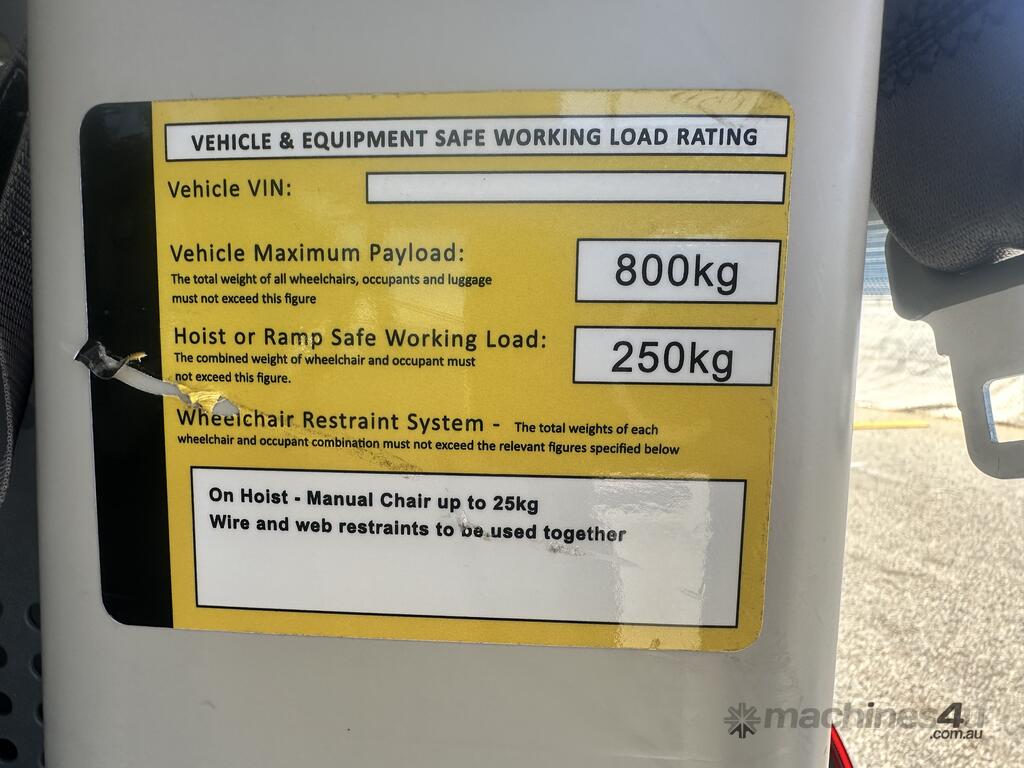 VEHICLE & EQUIPMENT SAFE WORKING LOAD RATING
Vehicle VIN:
Vehicle Maximum Payload:
The total weight of all wheelchairs, occupants and luggage
must not exceed this figure
800kg
Hoist or Ramp Safe Working Load:
The combined weight of wheelchair and occupant must
not exceed this figure.
250kg
Wheelchair Restraint System - The total weights of each
wheelchair and occupant combination must not exceed the relevant figures specified below
On Hoist - Manual Chair up to 25kg
Wire and web restraints to be used together
machines4u
.com.au